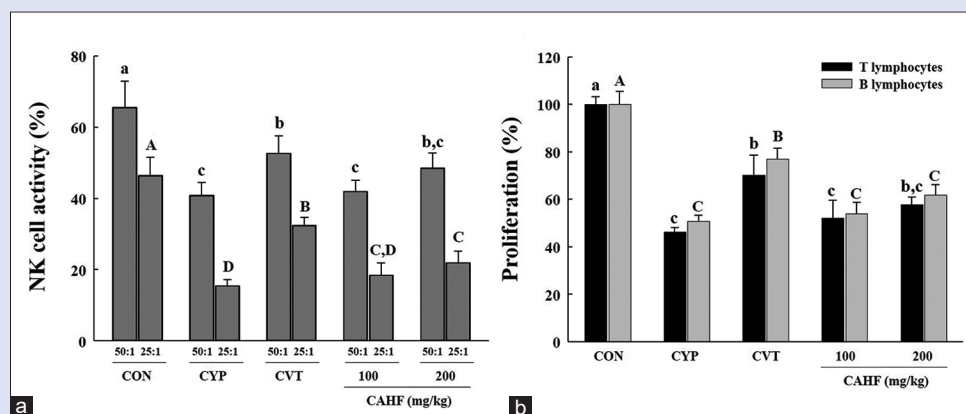 80
60
40
20
0
NK cell activity (%)
a
A
c
D
b
B
c
C,D
b,c
C
50:1 25:1 50:1 25:1 50:1 25:1 50:1 25:1 50:1 25:1
CON CYP CVT 100 200
CAHF (mg/kg)
a
120
100
80
60
40
20
0
Proliferation (%)
T lymphocytes
B lymphocytes
a A
c C
b B
c C
b,c C
CON CYP CVT 100 200
CAHF (mg/kg)
b